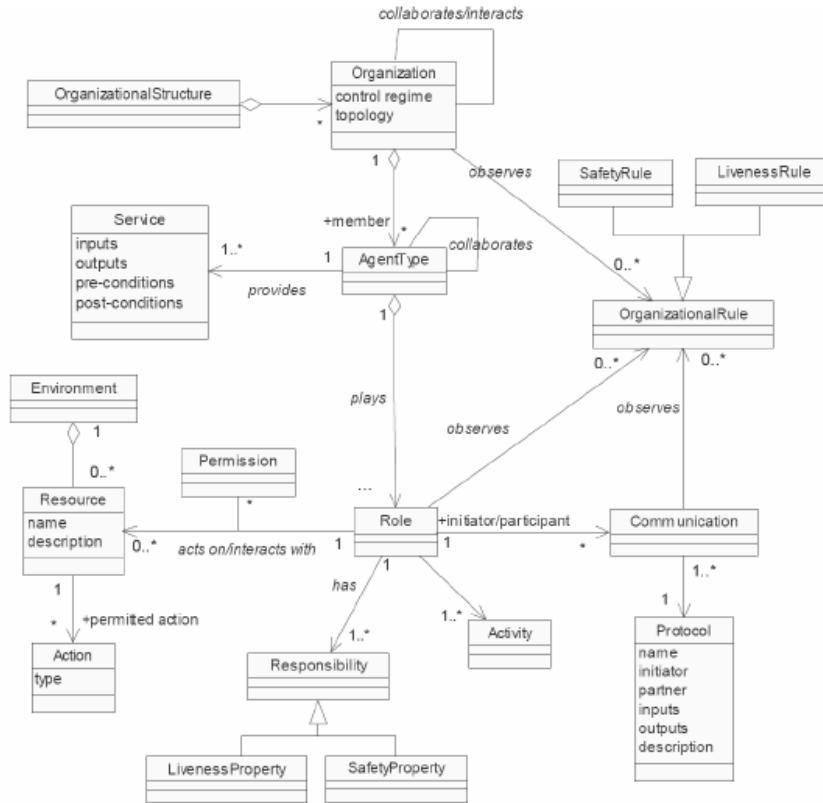 collaborates/interacts
Organization
control regime
topology
OrganizationalStructure
*
1
observes
SafetyRule
LivenessRule
+member
*
Service
inputs
outputs
pre-conditions
post-conditions
1..*
provides
1
AgentType
collaborates
1
0..*
OrganizationalRule
0..*
0..*
Environment
1
plays
observes
observes
0..*
Permission
*
...
Resource
name
description
0..*
acts on/interacts with
1
Role
+initiator/participant
1
*
Communication
1
has
1
1..*
*
+permitted action
1..*
1..*
Activity
1
Action
type
Responsibility
Protocol
name
initiator
partner
inputs
outputs
description
LivenessProperty
SafetyProperty